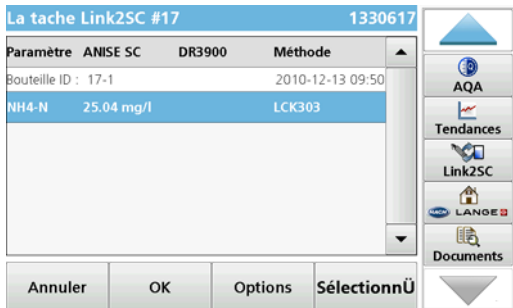 La tache Link2SC #17 1330617
Paramètre ANISE SC DR3900 Méthode
Bouteille ID : 17-1 2010-12-13 09:50
NH4-N 25.04 mg/l LCK303
Annuler OK Options SélectionnÜ
AQA
Tendances
Link2SC
HACH LANGE
Documents